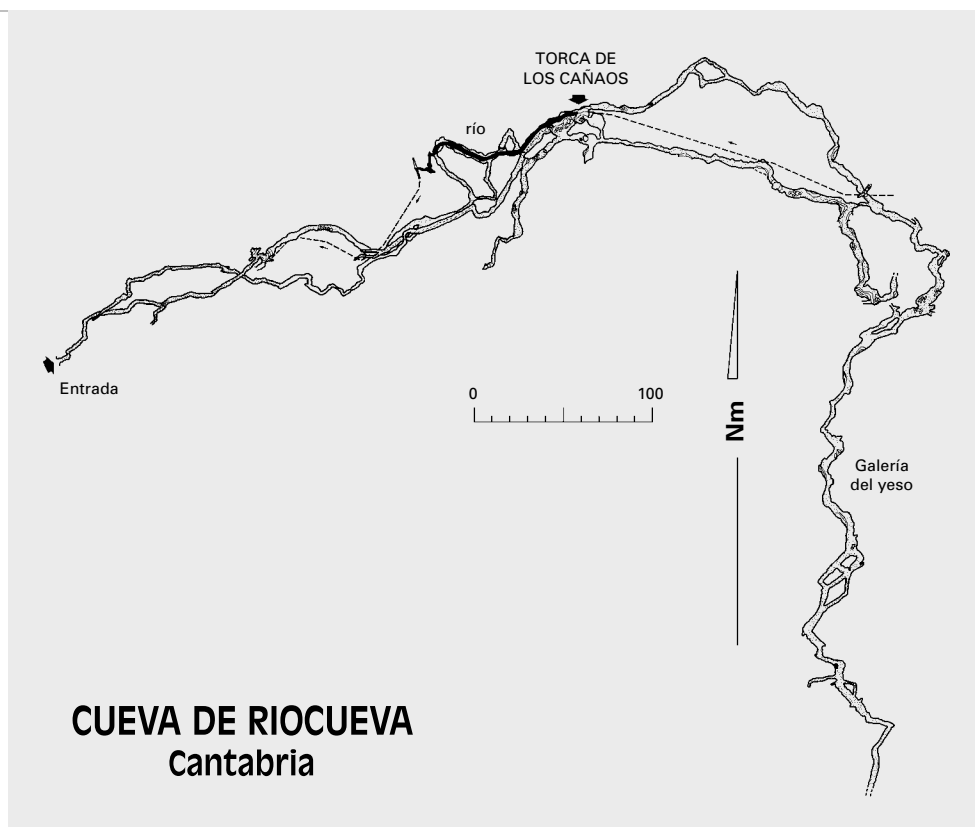 TORCA DE
LOS CAÑAOS
río
Entrada
0 100
Nm
Galería
del yeso
CUEVA DE RIOCUEVA
Cantabria